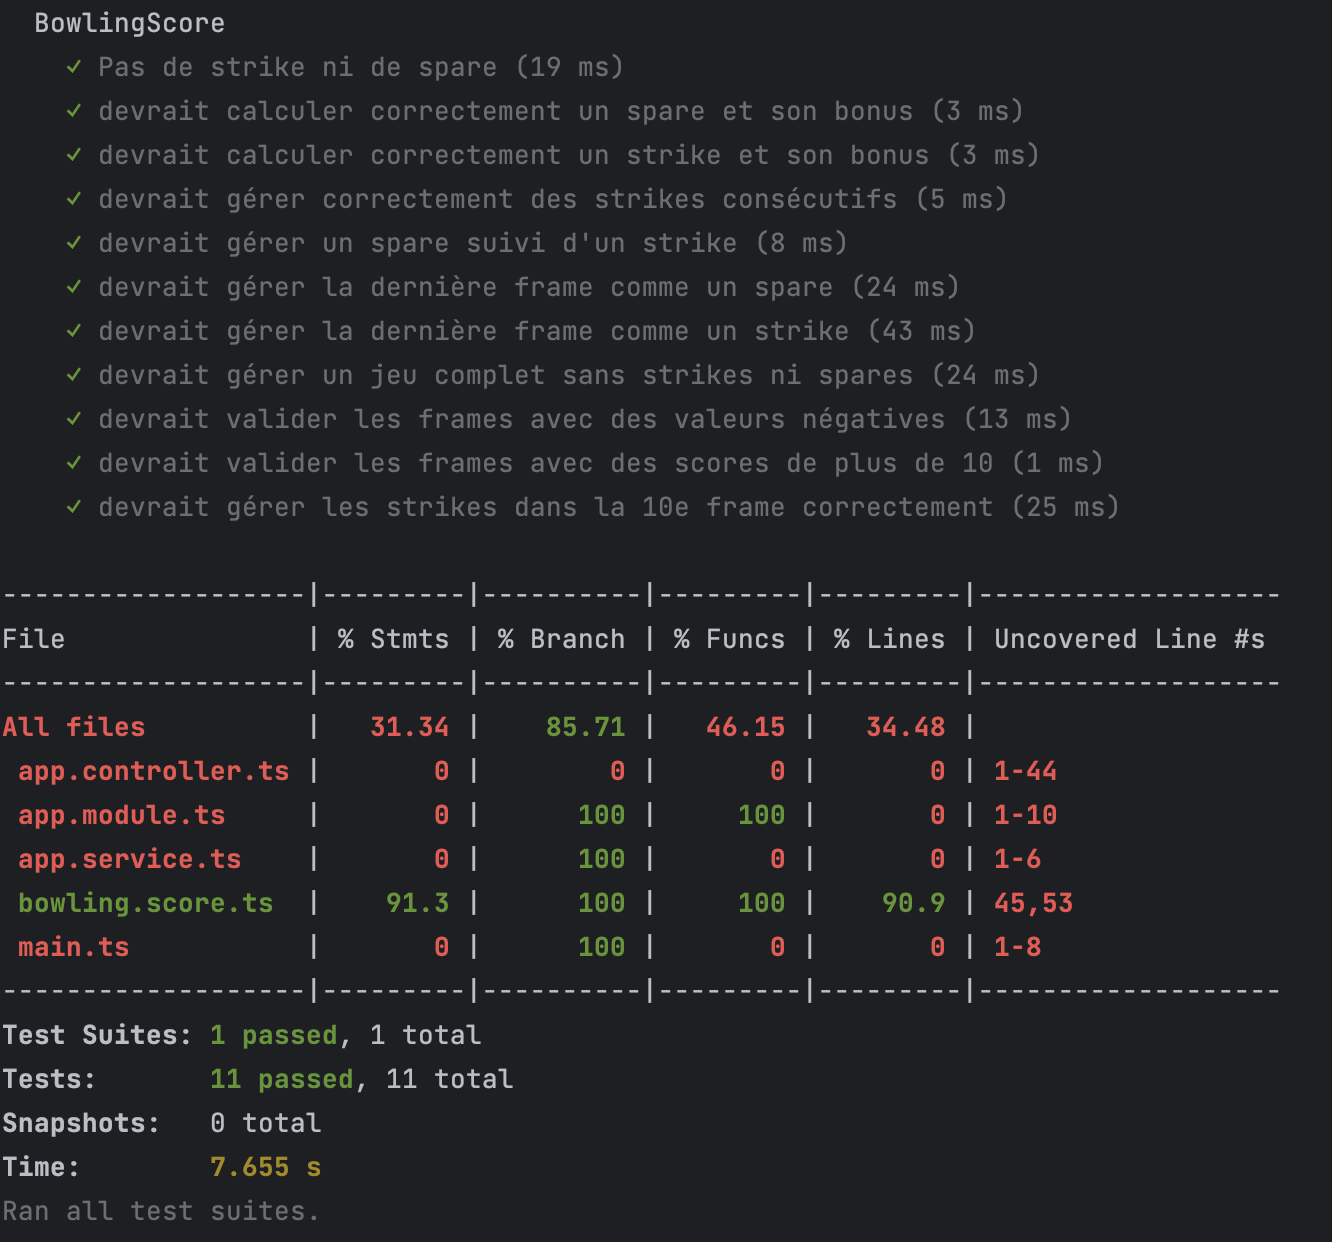 BowlingScore
✓ Pas de strike ni de spare (19 ms)
✓ devrait calculer correctement un spare et son bonus (3 ms)
✓ devrait calculer correctement un strike et son bonus (3 ms)
✓ devrait gérer correctement des strikes consécutifs (5 ms)
✓ devrait gérer un spare suivi d'un strike (8 ms)
✓ devrait gérer la dernière frame comme un spare (24 ms)
✓ devrait gérer la dernière frame comme un strike (43 ms)
✓ devrait gérer un jeu complet sans strikes ni spares (24 ms)
✓ devrait valider les frames avec des valeurs négatives (13 ms)
✓ devrait valider les frames avec des scores de plus de 10 (1 ms)
✓ devrait gérer les strikes dans la 10e frame correctement (25 ms)
-------------------|---------|----------|---------|---------|-------------------
File               | % Stmts | % Branch | % Funcs | % Lines | Uncovered Line #s
-------------------|---------|----------|---------|---------|-------------------
All files          |   31.34 |    85.71 |   46.15 |   34.48 |
 app.controller.ts |       0 |        0 |       0 |       0 | 1-44
 app.module.ts     |       0 |      100 |     100 |       0 | 1-10
 app.service.ts    |       0 |      100 |       0 |       0 | 1-6
 bowling.score.ts  |    91.3 |      100 |     100 |    90.9 | 45,53
 main.ts           |       0 |      100 |       0 |       0 | 1-8
-------------------|---------|----------|---------|---------|-------------------
Test Suites: 1 passed, 1 total
Tests:       11 passed, 11 total
Snapshots:   0 total
Time:        7.655 s
Ran all test suites.